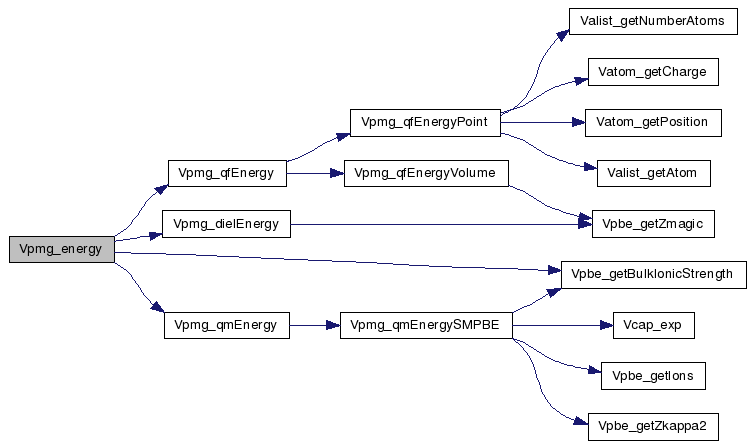 Vpmg_energy
Vpmg_qfEnergy
Vpmg_dielEnergy
Vpmg_qmEnergy
Vpmg_qfEnergyPoint
Vpmg_qfEnergyVolume
Vpmg_qmEnergySMPBE
Valist_getNumberAtoms
Vatom_getCharge
Vatom_getPosition
Valist_getAtom
Vpbe_getZmagic
Vpbe_getBulkIonicStrength
Vcap_exp
Vpbe_getIons
Vpbe_getZkappa2